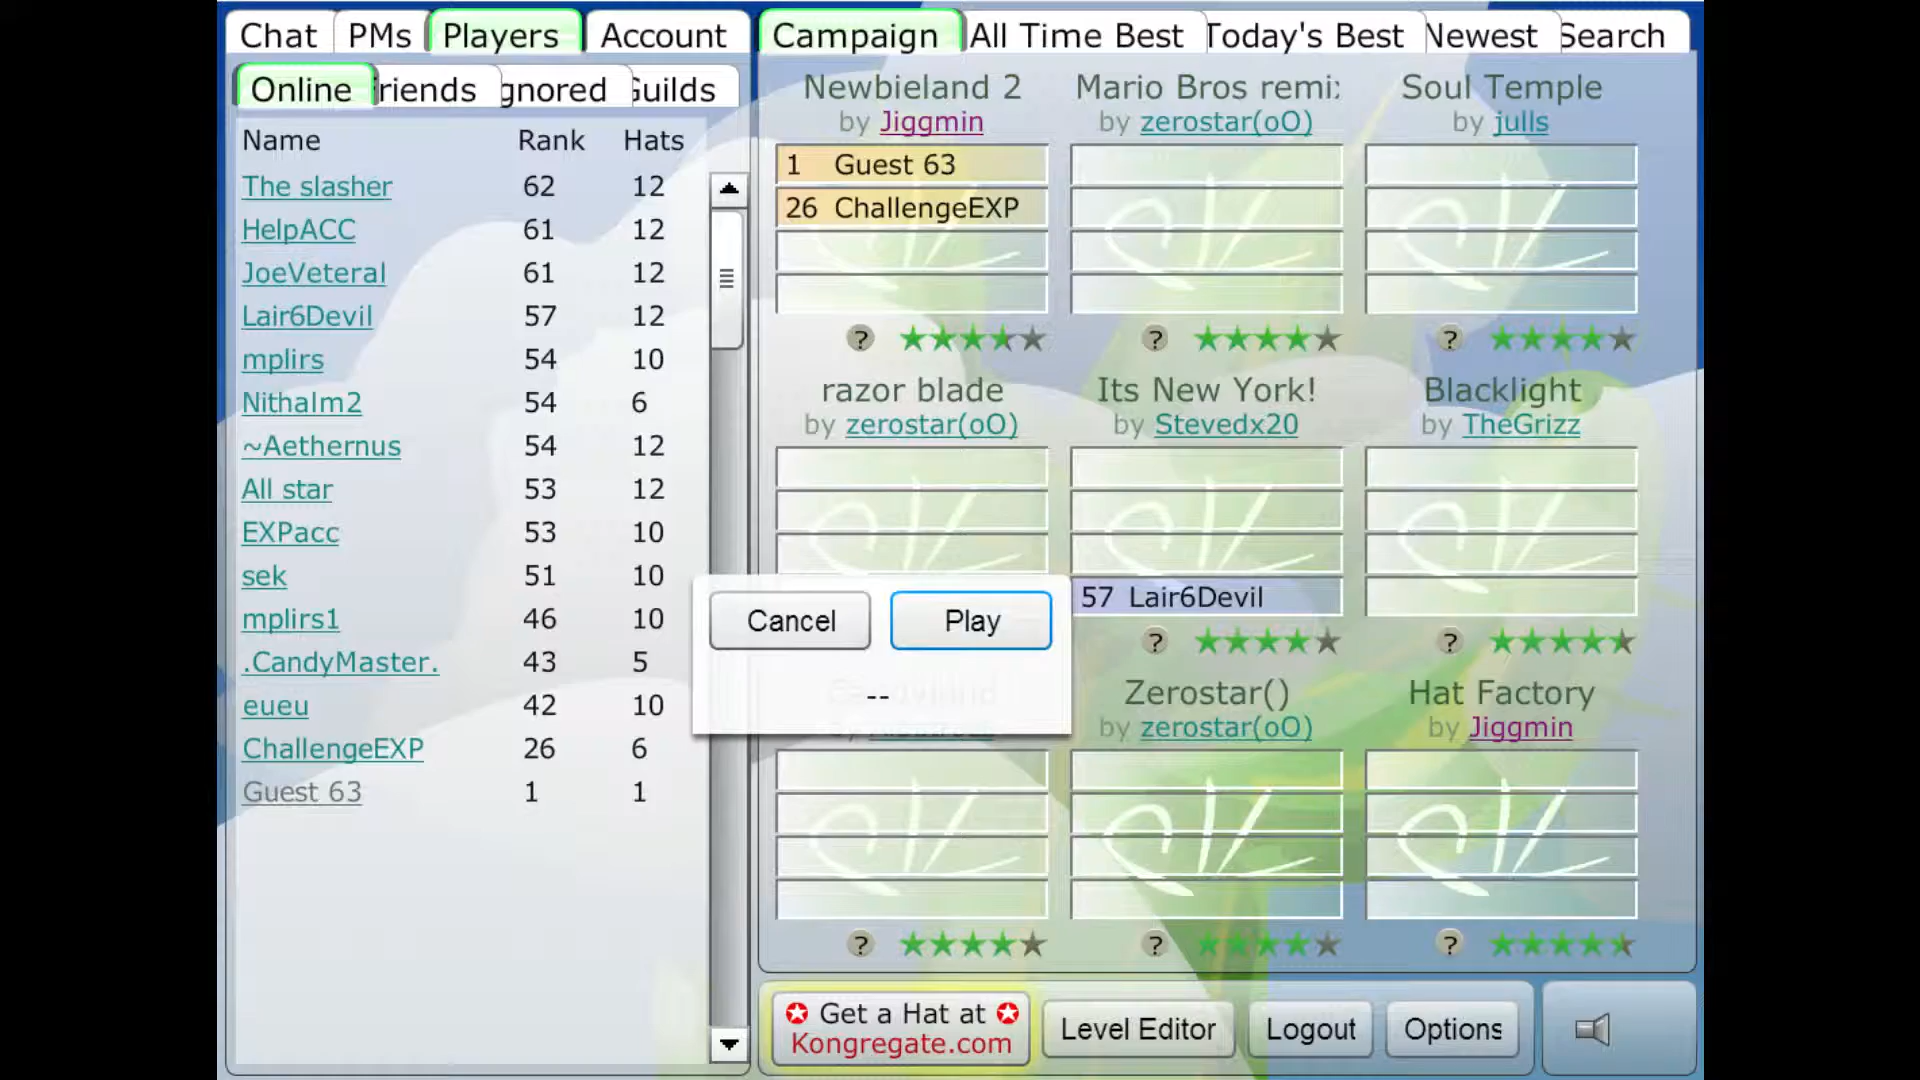 Chat PMs Players Account
Online riends gnored Guilds
Name Rank Hats
The slasher 62 12
HelpACC 61 12
JoeVeteral 61 12
Lair6Devil 57 12
mplirs 54 10
Nithalm2 54 6
~Aethernus 54 12
All star 53 12
EXPacc 53 10
sek 51 10
mplirs1 46 10
.CandyMaster. 43 5
eueu 42 10
ChallengeEXP 26 6
Guest 63 1 1
Campaign All Time Best Today's Best Newest Search
Newbieland 2 Mario Bros remix Soul Temple
by Jiggmin by zerostar(oO) by julls
1 Guest 63
26 ChallengeEXP
? ? ?
razor blade Its New York! Blacklight
by zerostar(oO) by Stevedx20 by TheGrizz
57 Lair6Devil
? ?
Cancel Play
--
Zerostar() Hat Factory
by zerostar(oO) by Jiggmin
? ? ?
Get a Hat at
Kongregate.com
Level Editor Logout Options